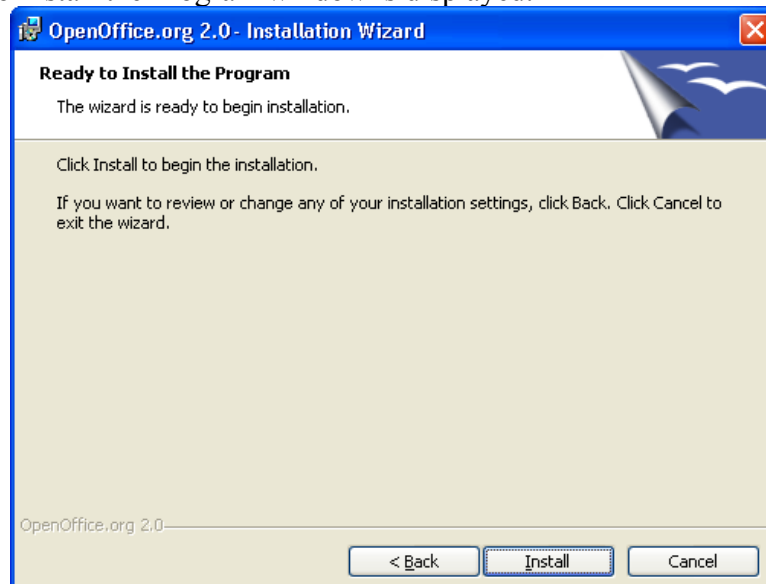 OpenOffice.org 2.0 - Installation Wizard
Ready to Install the Program
The wizard is ready to begin installation.
Click Install to begin the installation.
If you want to review or change any of your installation settings, click Back. Click Cancel to
exit the wizard.
OpenOffice.org 2.0
< Back Install Cancel